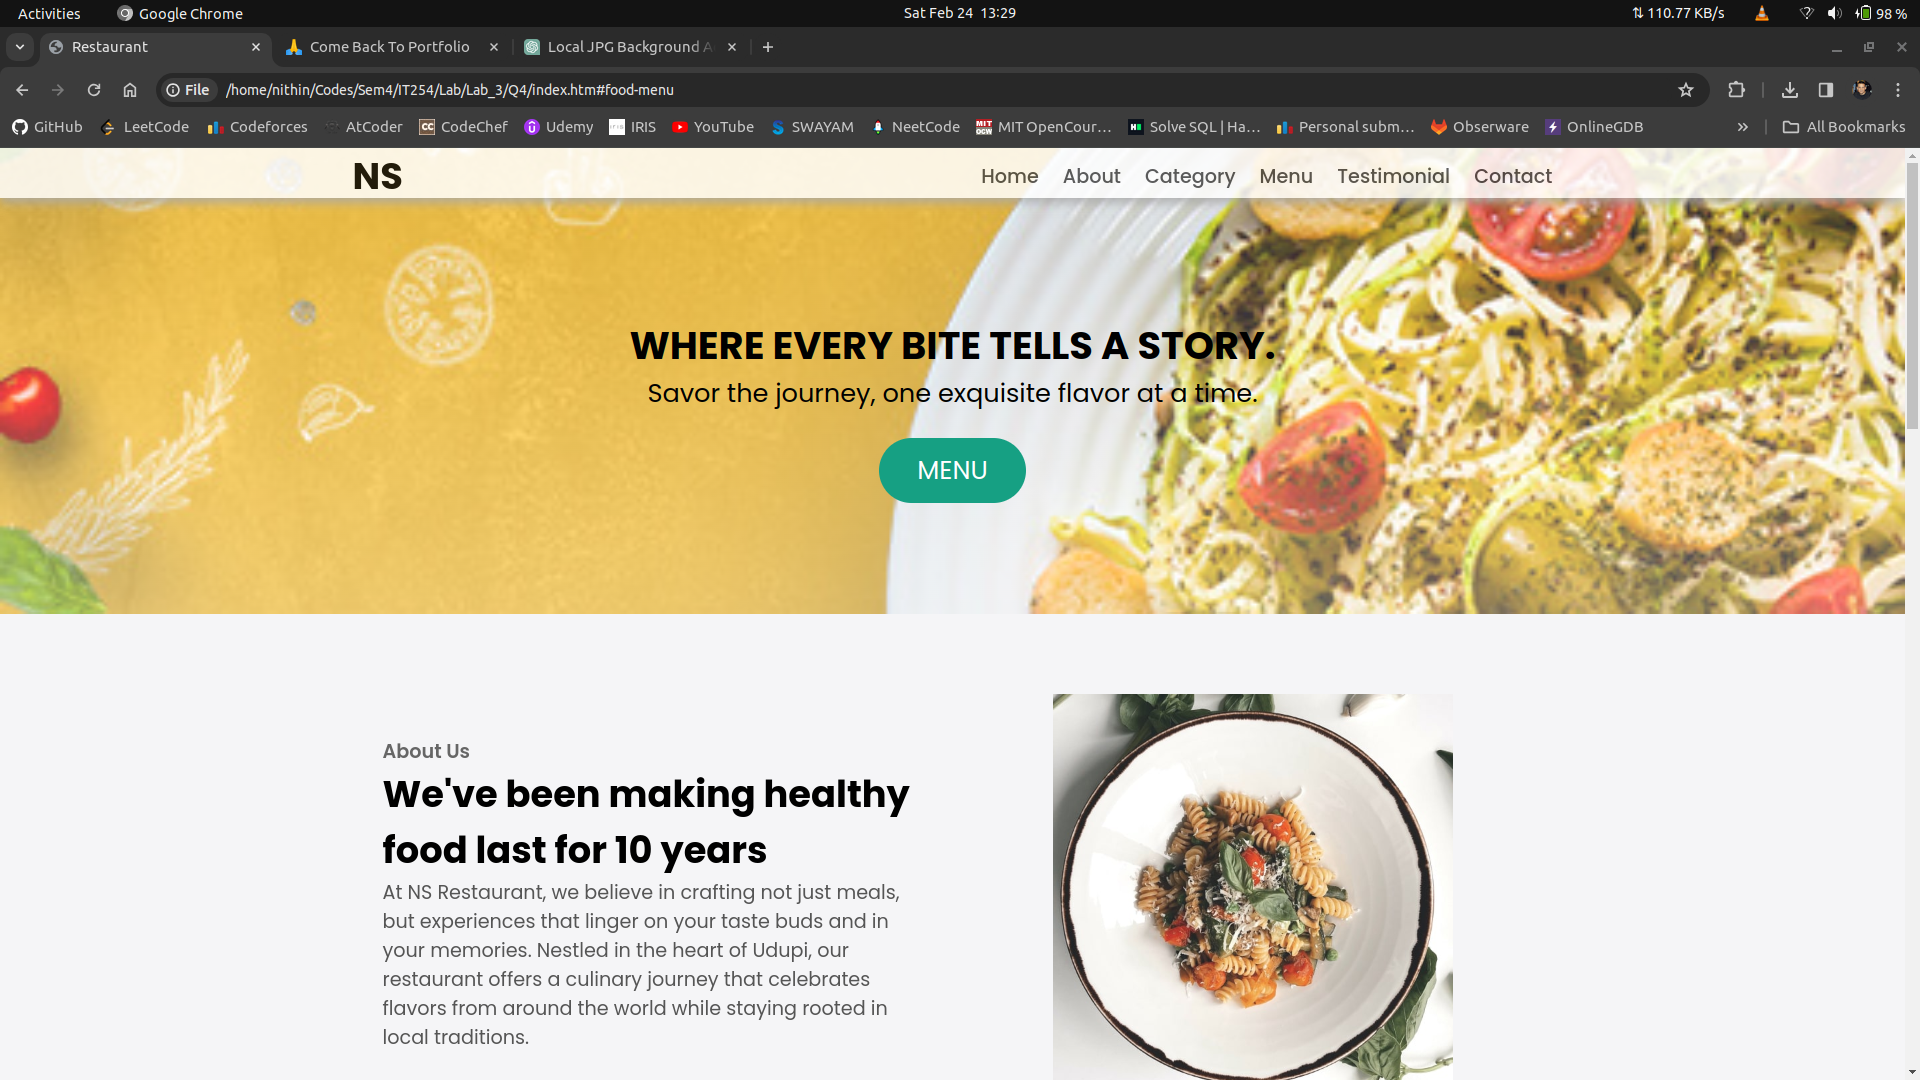 Activities Google Chrome Sat Feb 24 13:29 110.77 KB/s 98 %
Restaurant Come Back To Portfolio Local JPG Background A
File /home/nithin/Codes/Sem4/IT254/Lab/Lab_3/Q4/index.htm#food-menu
GitHub LeetCode Codeforces AtCoder CodeChef Udemy IRIS YouTube SWAYAM NeetCode MIT OpenCour... Solve SQL | Ha... Personal subm... Obserware OnlineGDB » All Bookmarks
NS Home About Category Menu Testimonial Contact
WHERE EVERY BITE TELLS A STORY.
Savor the journey, one exquisite flavor at a time.
MENU
About Us
We've been making healthy
food last for 10 years
At NS Restaurant, we believe in crafting not just meals,
but experiences that linger on your taste buds and in
your memories. Nestled in the heart of Udupi, our
restaurant offers a culinary journey that celebrates
flavors from around the world while staying rooted in
local traditions.